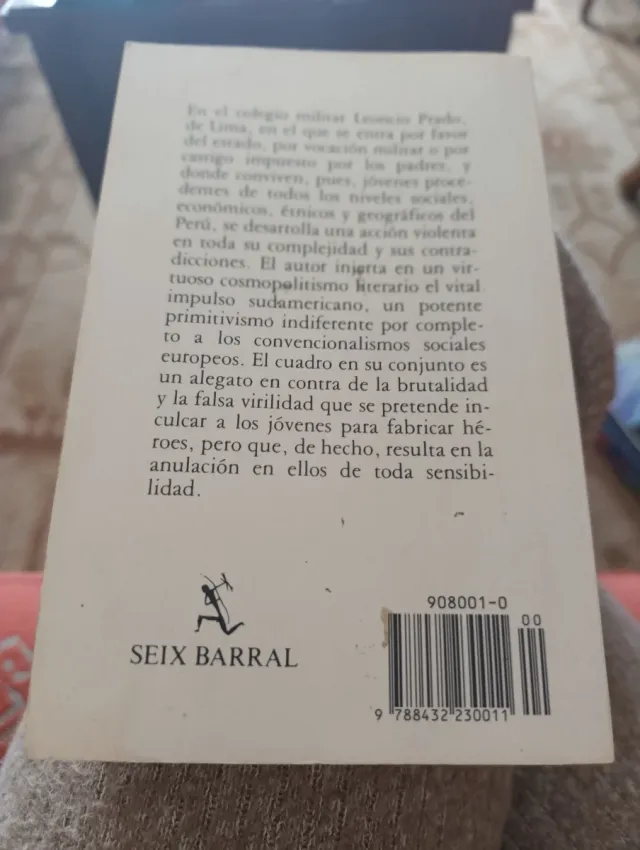 En el colegio militar Leoncio Prado,
de Lima, en el que se entra por favor
del estado, por vocación militar o por
castigo impuesto por los padres, y
donde conviven, pues, jóvenes proce-
dentes de todos los niveles sociales,
económicos, étnicos y geográficos del
Perú, se desarrolla una acción violenta
en toda su complejidad y sus contra-
dicciones. El autor injerta en un vir-
tuoso cosmopolitismo literario el vital
impulso sudamericano, un potente
primitivismo indiferente por comple-
to a los convencionalismos sociales
europeos. El cuadro en su conjunto es
un alegato en contra de la brutalidad
y la falsa virilidad que se pretende in-
culcar a los jóvenes para fabricar hé-
roes, pero que, de hecho, resulta en la
anulación en ellos de toda sensibi-
lidad.
SEIX BARRAL
908001-0
00
9 788432 230011